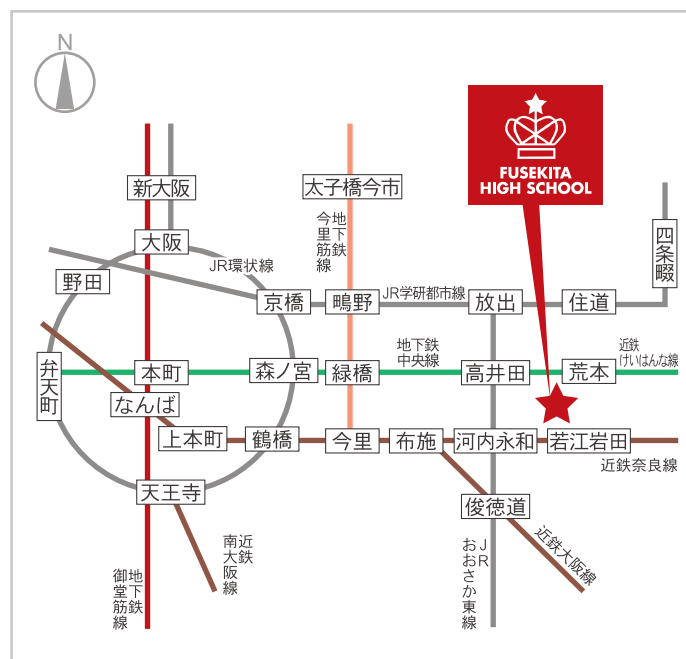 N
FUSEKITA
HIGH SCHOOL
新大阪
太子橋今市
地下鉄
今里筋線
四条畷
大阪
JR環状線
野田
京橋
鴫野
JR学研都市線
放出
住道
地下鉄
中央線
近鉄
けいはんな線
弁天町
本町
森ノ宮
緑橋
高井田
荒本
なんば
上本町
鶴橋
今里
布施
河内永和
若江岩田
近鉄奈良線
天王寺
俊徳道
近鉄
南大阪線
地下鉄
御堂筋線
JR
おおさか東線
近鉄大阪線